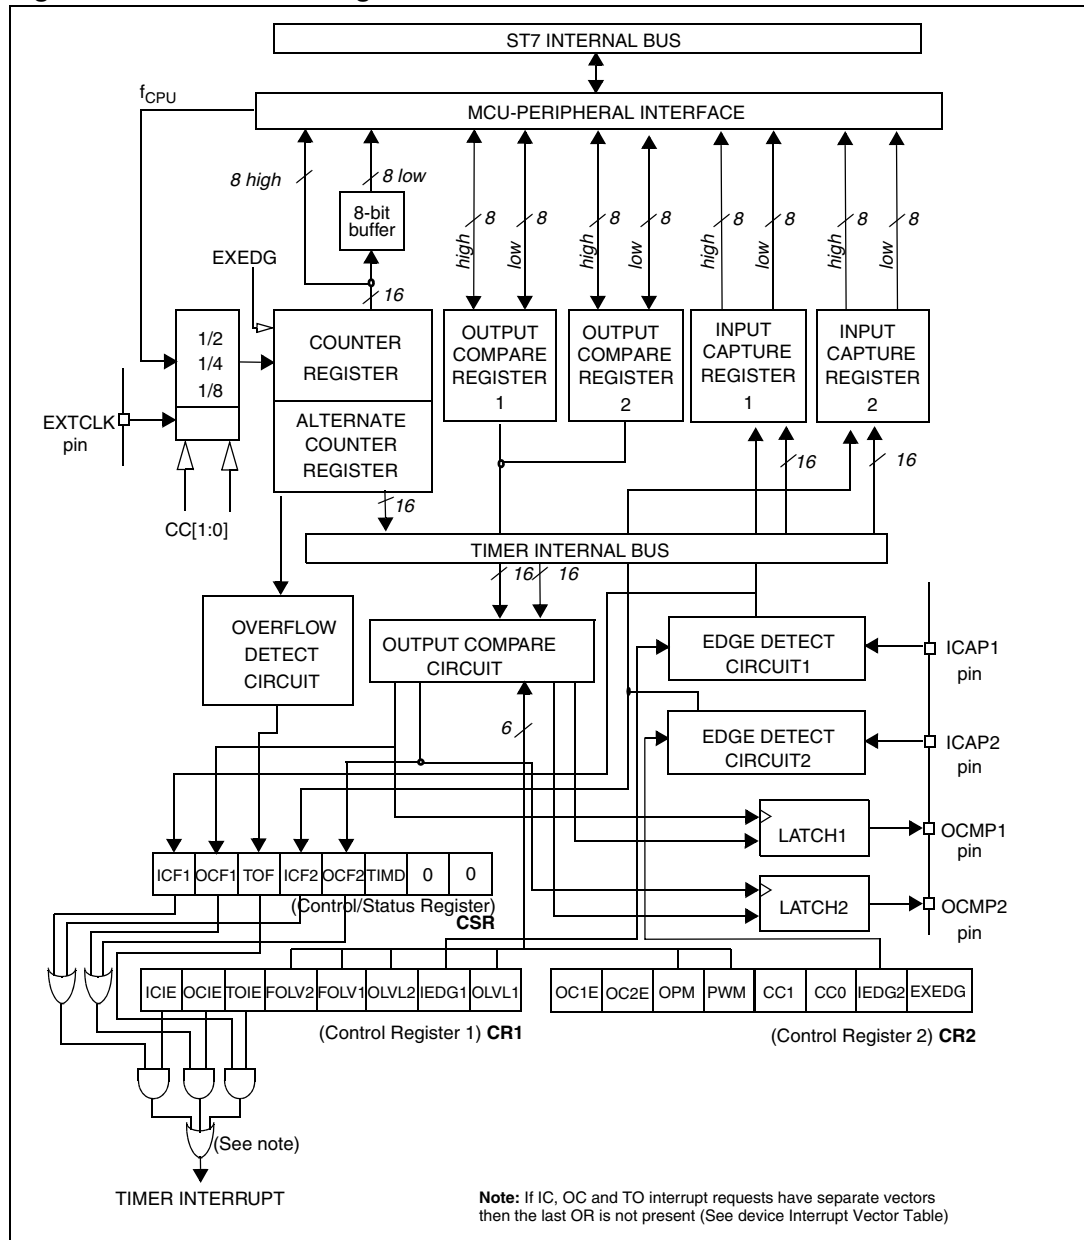 ST7 INTERNAL BUS
fCPU
MCU-PERIPHERAL INTERFACE
8 high
8 low
8-bit
buffer
8
8
8
8
8
8
8
8
high
low
high
low
high
low
high
low
EXEDG
16
1/2
1/4
1/8
COUNTER
REGISTER
OUTPUT
COMPARE
REGISTER
1
OUTPUT
COMPARE
REGISTER
2
INPUT
CAPTURE
REGISTER
1
INPUT
CAPTURE
REGISTER
2
EXTCLK
pin
ALTERNATE
COUNTER
REGISTER
16
16
16
CC[1:0]
TIMER INTERNAL BUS
16
16
OVERFLOW
DETECT
CIRCUIT
OUTPUT COMPARE
CIRCUIT
EDGE DETECT
CIRCUIT1
ICAP1
pin
6
EDGE DETECT
CIRCUIT2
ICAP2
pin
LATCH1
OCMP1
pin
LATCH2
OCMP2
pin
ICF1 OCF1 TOF ICF2 OCF2 TIMD 0 0
(Control/Status Register)
CSR
ICIE OCIE TOIE FOLV2 FOLV1 OLVL2 IEDG1 OLVL1
(Control Register 1) CR1
OC1E OC2E OPM PWM CC1 CC0 IEDG2 EXEDG
(Control Register 2) CR2
(See note)
TIMER INTERRUPT
Note: If IC, OC and TO interrupt requests have separate vectors
then the last OR is not present (See device Interrupt Vector Table)